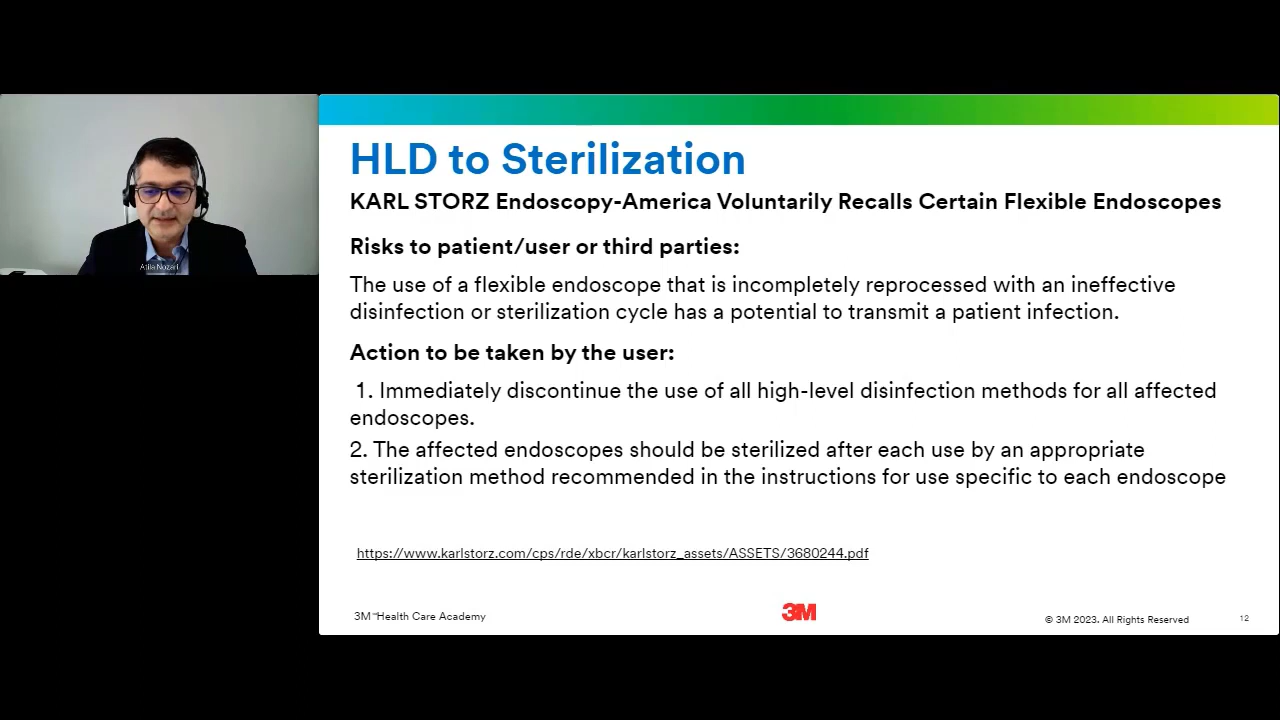 Atila Nozari
HLD to Sterilization
KARL STORZ Endoscopy-America Voluntarily Recalls Certain Flexible Endoscopes
Risks to patient/user or third parties:
The use of a flexible endoscope that is incompletely reprocessed with an ineffective
disinfection or sterilization cycle has a potential to transmit a patient infection.
Action to be taken by the user:
1. Immediately discontinue the use of all high-level disinfection methods for all affected
endoscopes.
2. The affected endoscopes should be sterilized after each use by an appropriate
sterilization method recommended in the instructions for use specific to each endoscope
https://www.karlstorz.com/cps/rde/xbcr/karlstorz_assets/ASSETS/3680244.pdf
3M™Health Care Academy
3M
© 3M 2023. All Rights Reserved
12